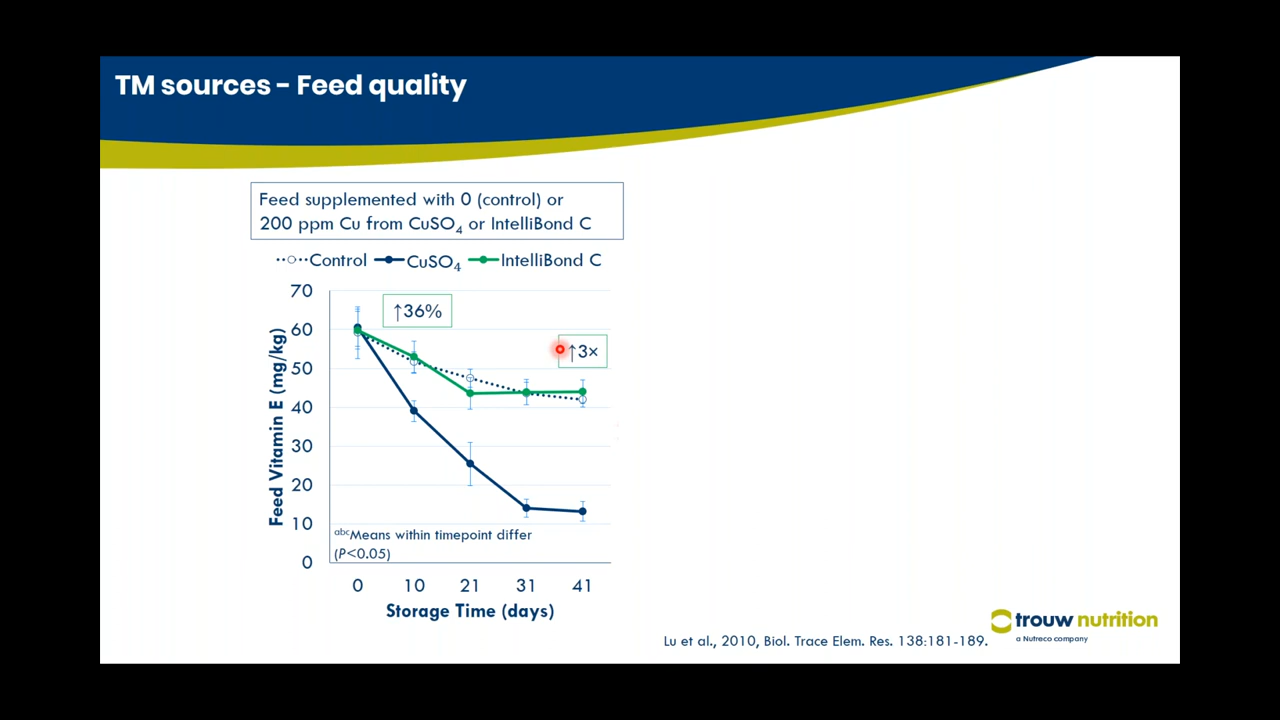 TM sources – Feed quality
Feed supplemented with 0 (control) or
200 ppm Cu from CuSO₄ or IntelliBond C
Control CuSO₄ IntelliBond C
70
60
50
40
30
20
10
0
Feed Vitamin E (mg/kg)
↑36%
↑3×
ᵃᵇᶜMeans within timepoint differ
(P<0.05)
0 10 21 31 41
Storage Time (days)
Lu et al., 2010, Biol. Trace Elem. Res. 138:181-189.
trouw nutrition
a Nutreco company